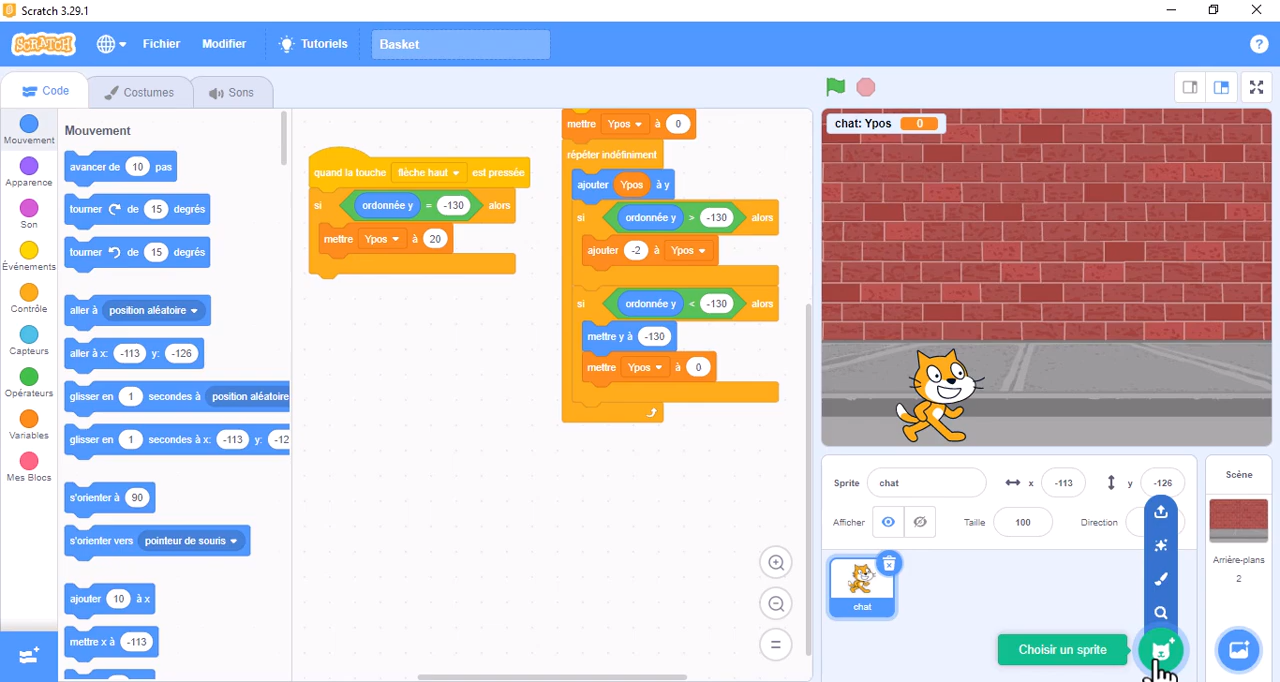 Scratch 3.29.1
SCRATCH
Fichier
Modifier
Tutoriels
Basket
?
Code
Costumes
Sons
Mouvement
Apparence
Son
Événements
Contrôle
Capteurs
Opérateurs
Variables
Mes Blocs
Mouvement
avancer de 10 pas
tourner de 15 degrés
tourner de 15 degrés
aller à position aléatoire
aller à x: -113 y: -126
glisser en 1 secondes à position aléatoire
glisser en 1 secondes à x: -113 y: -12
s'orienter à 90
s'orienter vers pointeur de souris
ajouter 10 à x
mettre x à -113
quand la touche flèche haut est pressée
si ordonnée y = -130 alors
mettre Ypos à 20
mettre Ypos à 0
répéter indéfiniment
ajouter Ypos à y
si ordonnée y > -130 alors
ajouter -2 à Ypos
si ordonnée y < -130 alors
mettre y à -130
mettre Ypos à 0
chat: Ypos 0
Sprite chat x -113 y -126
Afficher Taille 100 Direction
chat
Choisir un sprite
Scène
Arrière-plans
2